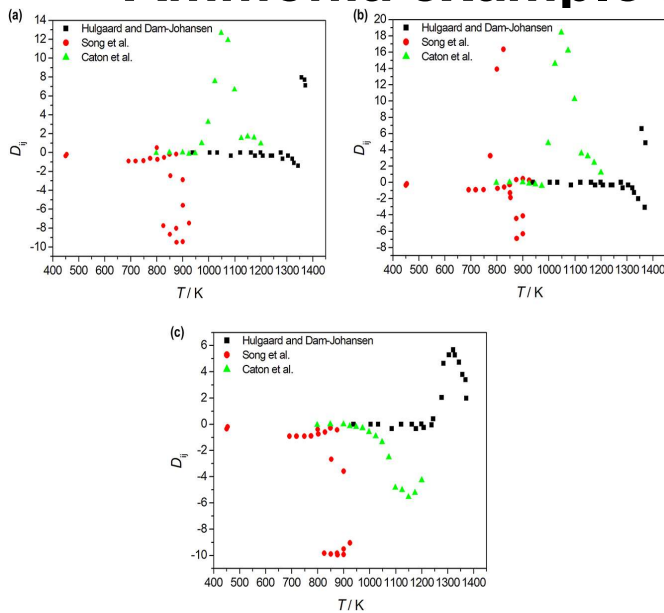 Ammonia example
(a)
Hulgaard and Dam-Johansen
Song et al.
Caton et al.
14
12
10
8
6
4
2
0
-2
-4
-6
-8
-10
D_ij
400 500 600 700 800 900 1000 1100 1200 1300 1400
T / K
(b)
Hulgaard and Dam-Johansen
Song et al.
Caton et al.
20
18
16
14
12
10
8
6
4
2
0
-2
-4
-6
-8
D_ij
400 500 600 700 800 900 1000 1100 1200 1300 1400
T / K
(c)
Hulgaard and Dam-Johansen
Song et al.
Caton et al.
6
4
2
0
-2
-4
-6
-8
-10
D_ij
400 500 600 700 800 900 1000 1100 1200 1300 1400
T / K